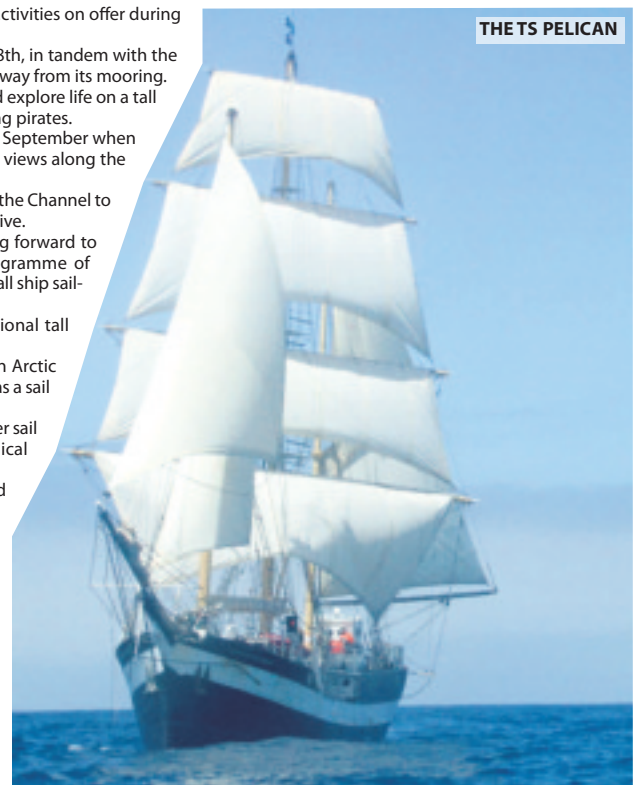 ctivities on offer during
8th, in tandem with the
way from its mooring.
d explore life on a tall
ng pirates.
September when
views along the
the Channel to
ive.
g forward to
gramme of
all ship sail-
ional tall
n Arctic
as a sail
er sail
ical
d
THE TS PELICAN